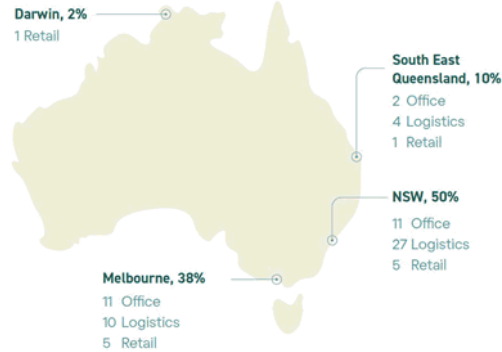 Darwin, 2%
1 Retail
South East
Queensland, 10%
2 Office
4 Logistics
1 Retail
NSW, 50%
11 Office
27 Logistics
5 Retail
Melbourne, 38%
11 Office
10 Logistics
5 Retail